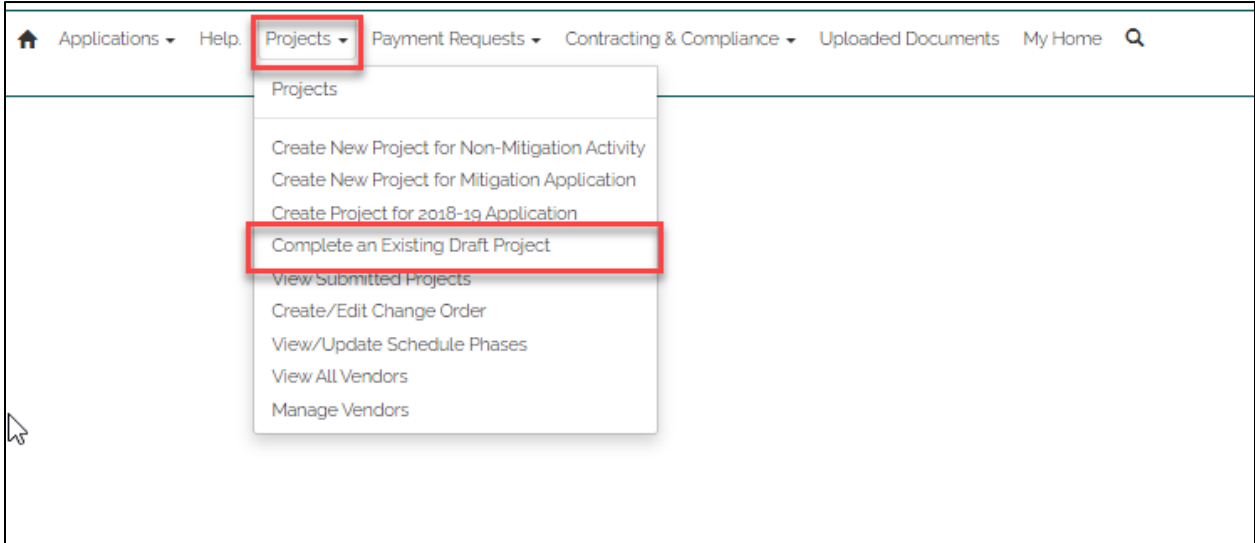 Applications Help. Projects Payment Requests Contracting & Compliance Uploaded Documents My Home
Projects
Create New Project for Non-Mitigation Activity
Create New Project for Mitigation Application
Create Project for 2018-19 Application
Complete an Existing Draft Project
View Submitted Projects
Create/Edit Change Order
View/Update Schedule Phases
View All Vendors
Manage Vendors